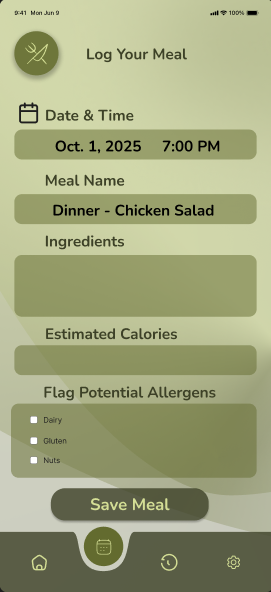 9:41 Mon Jun 9 100%
Log Your Meal
Date & Time
Oct. 1, 2025 7:00 PM
Meal Name
Dinner - Chicken Salad
Ingredients
Estimated Calories
Flag Potential Allergens
Dairy
Gluten
Nuts
Save Meal